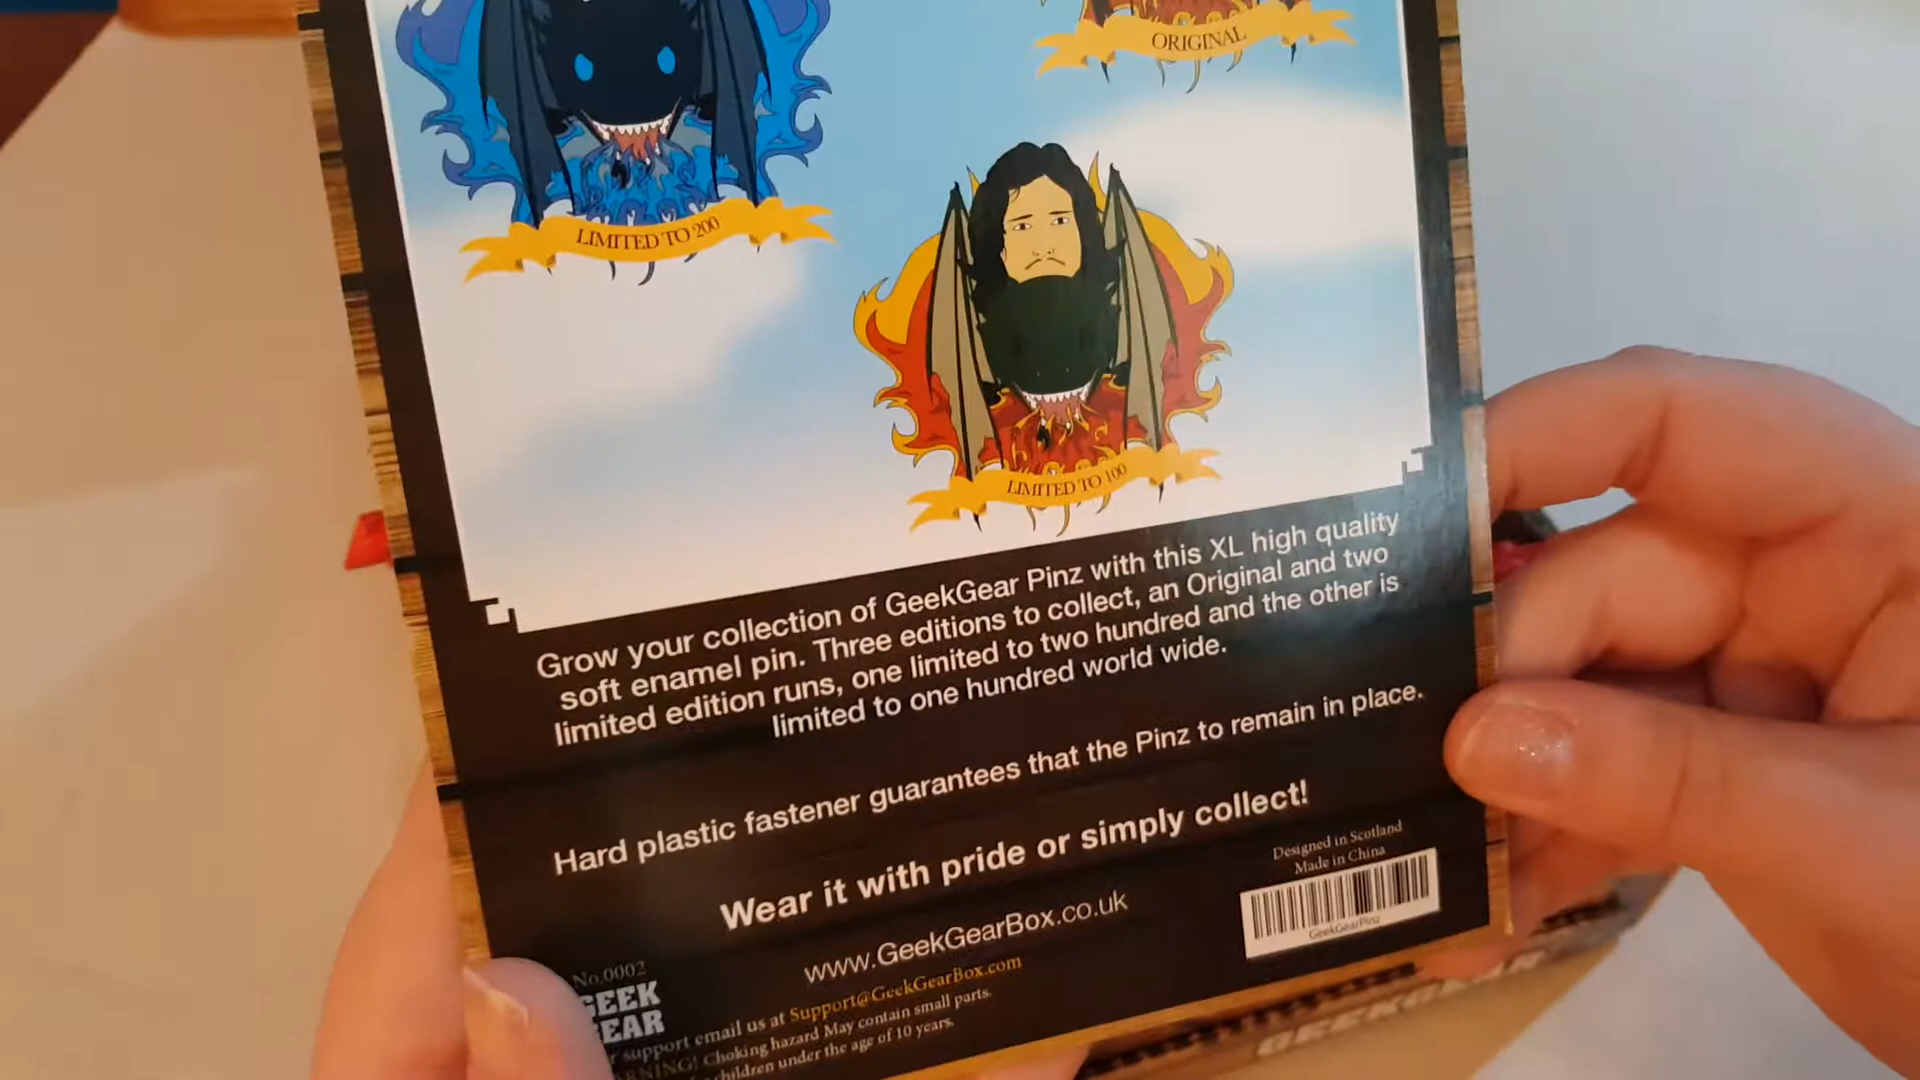 ORIGINAL
LIMITED TO 200
LIMITED TO 100
Grow your collection of GeekGear Pinz with this XL high quality
soft enamel pin. Three editions to collect, an Original and two
limited edition runs, one limited to two hundred and the other is
limited to one hundred world wide.
Hard plastic fastener guarantees that the Pinz to remain in place.
Wear it with pride or simply collect!
Designed in Scotland
Made in China
www.GeekGearBox.co.uk
GeekGearPinz
No.0002
GEEK
GEAR
support email us at Support@GeekGearBox.com
Choking hazard May contain small parts.
children under the age of 10 years.
GEEKGEAR